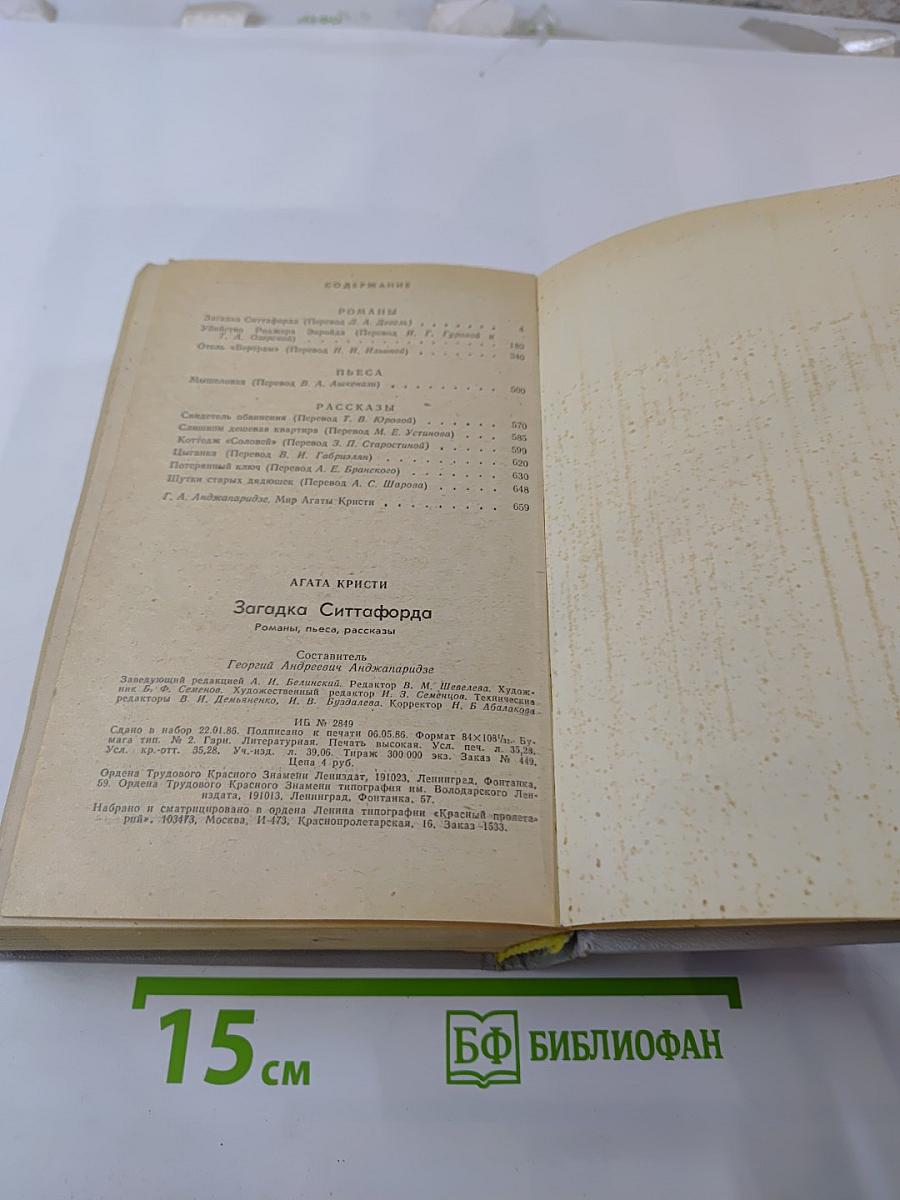 СОДЕРЖАНИЕ
РОМАНЫ
Загадка Ситтафорда (Перевод Л. А. Девель) . . . . . . . 4
Убийство Роджера Экройда (Перевод И. Г. Гуровой и
Т. А. Озерской) . . . . . . . . . . . . . . 180
Отель «Бертрам» (Перевод И. И. Ильиной) . . . . . . . 340
ПЬЕСА
Мышеловка (Перевод В. А. Ашкенази) . . . . . . . . 500
РАССКАЗЫ
Свидетель обвинения (Перевод Т. В. Юровой) . . . . . . 570
Слишком дешевая квартира (Перевод М. Е. Устинова) . . . 585
Коттедж «Соловей» (Перевод З. П. Старостиной) . . . . . 599
Цыганка (Перевод В. И. Габриэлян) . . . . . . . . 620
Потерянный ключ (Перевод А. Е. Бранского) . . . . . . 630
Шутки старых дядюшек (Перевод А. С. Шарова) . . . . . 648
Г. А. Анджапаридзе, Мир Агаты Кристи . . . . . . . . 659
АГАТА КРИСТИ
Загадка Ситтафорда
Романы, пьеса, рассказы
Составитель
Георгий Андреевич Анджапаридзе
Заведующий редакцией А. И. Белинский. Редактор В. М. Шевелева. Худож-
ник Б. Ф. Семенов. Художественный редактор И. З. Семенцов. Технические
редакторы В. И. Демьяненко, И. В. Буздалева. Корректор Н. Б Абалакова
ИБ № 2849
Сдано в набор 22.01.86. Подписано к печати 06.05.86. Формат 84×108¹/₃₂. Бу-
мага тип. № 2. Гарн. Литературная. Печать высокая. Усл. печ. л. 35,28.
Усл. кр.-отт. 35,28. Уч.-изд. л. 39,06. Тираж 300 000 экз. Заказ № 449.
Цена 4 руб.
Ордена Трудового Красного Знамени Лениздат, 191023, Ленинград, Фонтанка,
59. Ордена Трудового Красного Знамени типография им. Володарского Лен-
издата, 191013, Ленинград, Фонтанка, 57.
Набрано и сматрицировано в ордена Ленина типографии «Красный пролета-
рий». 103473, Москва, И-473, Краснопролетарская, 16. Заказ 1533.
15 см
БФ БИБЛИОФАН